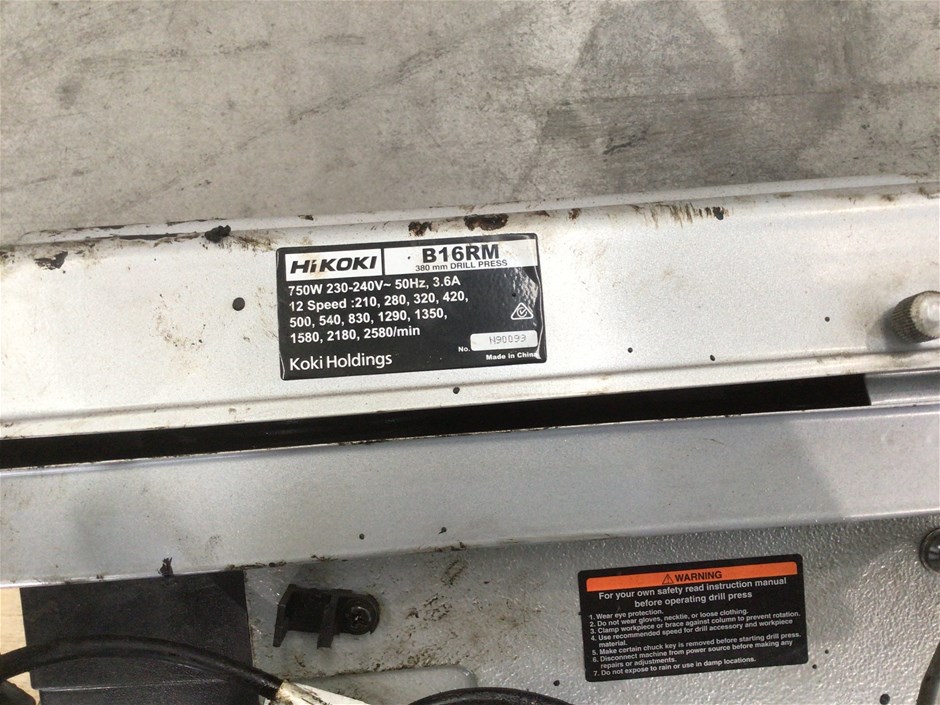 HiKOKI
B16RM
380 mm DRILL PRESS
750W 230-240V~ 50Hz, 3.6A
12 Speed :210, 280, 320, 420,
500, 540, 830, 1290, 1350,
1580, 2180, 2580/min
No. N90093
Koki Holdings
Made in China
WARNING
For your own safety read instruction manual
before operating drill press
1. Wear eye protection.
2. Do not wear gloves, necktie, or loose clothing.
3. Clamp workpiece or brace against column to prevent rotation.
4. Use recommended speed for drill accessory and workpiece
material.
5. Make certain chuck key is removed before starting drill press.
6. Disconnect machine from power source before making any
repairs or adjustments.
7. Do not expose to rain or use in damp locations.